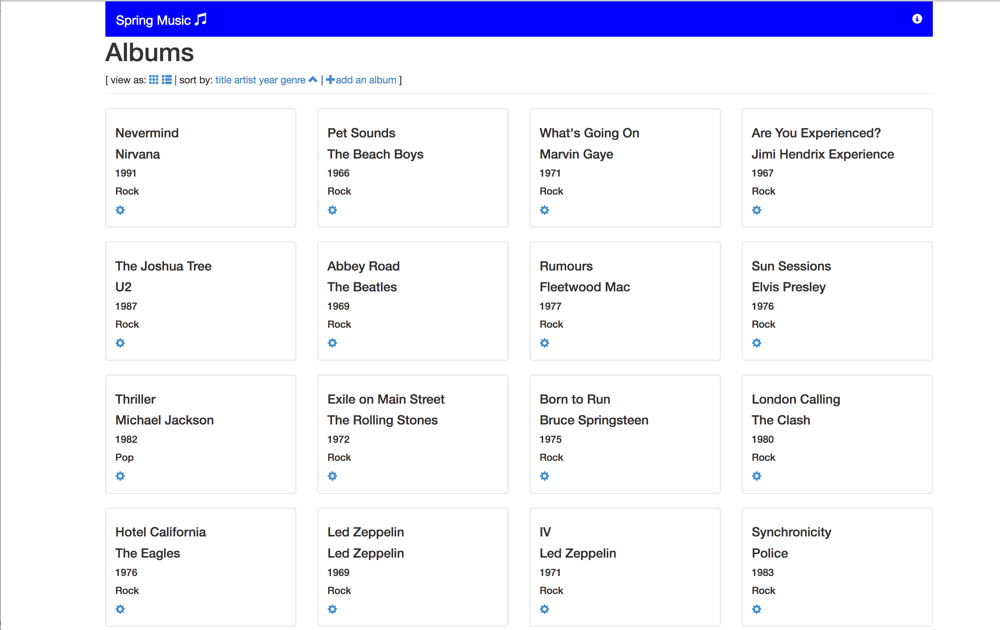 Spring Music
Albums
[ view as: | sort by: title artist year genre | add an album ]
Nevermind
Nirvana
1991
Rock
Pet Sounds
The Beach Boys
1966
Rock
What's Going On
Marvin Gaye
1971
Rock
Are You Experienced?
Jimi Hendrix Experience
1967
Rock
The Joshua Tree
U2
1987
Rock
Abbey Road
The Beatles
1969
Rock
Rumours
Fleetwood Mac
1977
Rock
Sun Sessions
Elvis Presley
1976
Rock
Thriller
Michael Jackson
1982
Pop
Exile on Main Street
The Rolling Stones
1972
Rock
Born to Run
Bruce Springsteen
1975
Rock
London Calling
The Clash
1980
Rock
Hotel California
The Eagles
1976
Rock
Led Zeppelin
Led Zeppelin
1969
Rock
IV
Led Zeppelin
1971
Rock
Synchronicity
Police
1983
Rock